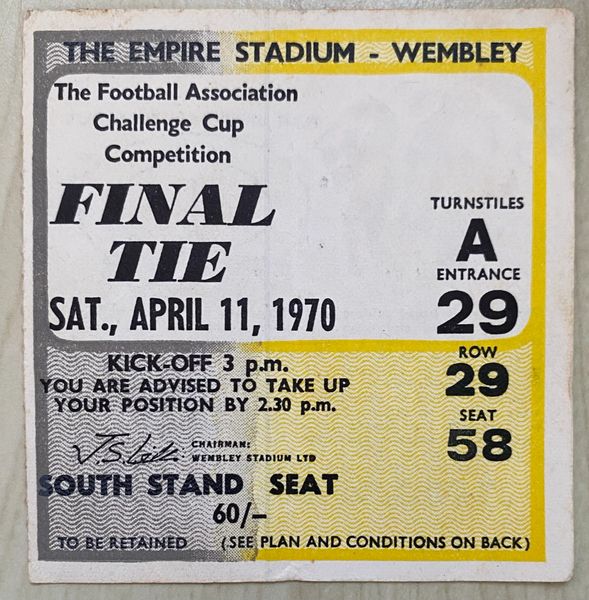 THE EMPIRE STADIUM - WEMBLEY
The Football Association
Challenge Cup
Competition
FINAL
TIE
SAT., APRIL 11, 1970
TURNSTILES
A
ENTRANCE
29
ROW
29
SEAT
58
KICK-OFF 3 p.m.
YOU ARE ADVISED TO TAKE UP
YOUR POSITION BY 2.30 p.m.
CHAIRMAN:
WEMBLEY STADIUM LTD
SOUTH STAND SEAT
60/-
TO BE RETAINED (SEE PLAN AND CONDITIONS ON BACK)